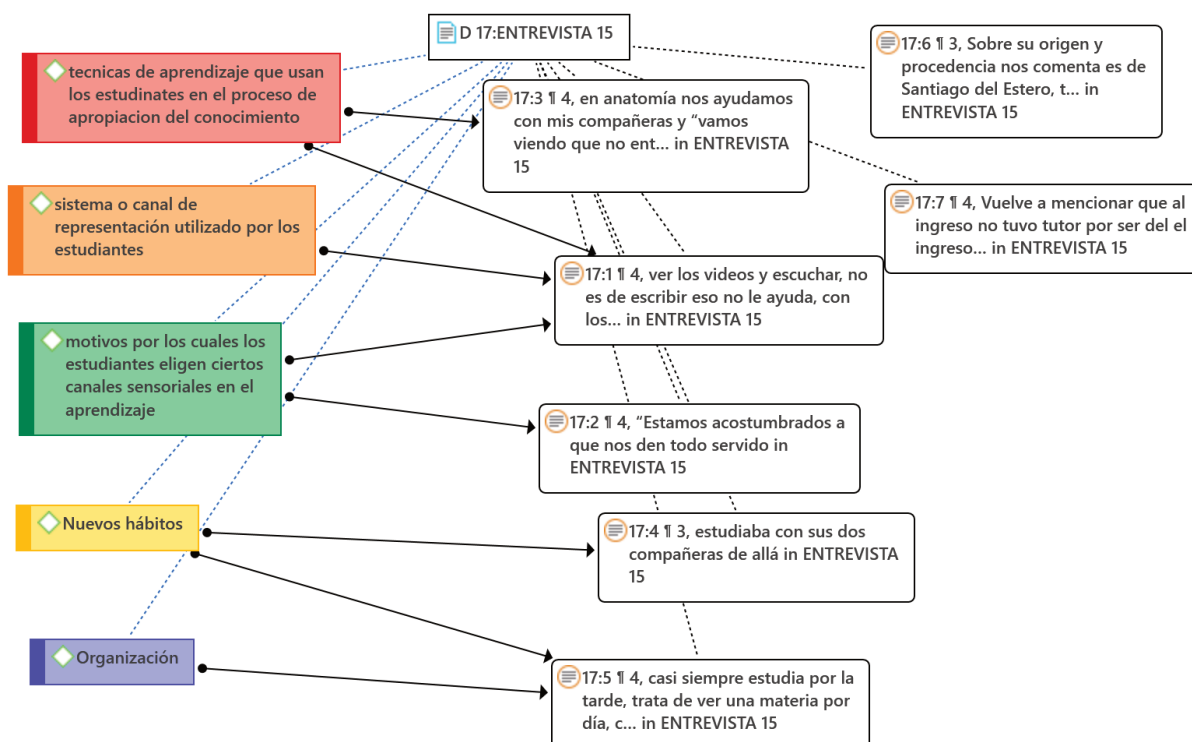 D 17:ENTREVISTA 15
tecnicas de aprendizaje que usan
los estudinates en el proceso de
apropiacion del conocimiento
17:3 ¶ 4, en anatomía nos ayudamos
con mis compañeras y “vamos
viendo que no ent… in ENTREVISTA
15
17:6 ¶ 3, Sobre su origen y
procedencia nos comenta es de
Santiago del Estero, t… in
ENTREVISTA 15
sistema o canal de
representación utilizado por los
estudiantes
17:7 ¶ 4, Vuelve a mencionar que al
ingreso no tuvo tutor por ser del el
ingreso… in ENTREVISTA 15
17:1 ¶ 4, ver los videos y escuchar, no
es de escribir eso no le ayuda, con
los… in ENTREVISTA 15
motivos por los cuales los
estudiantes eligen ciertos
canales sensoriales en el
aprendizaje
17:2 ¶ 4, “Estamos acostumbrados a
que nos den todo servido in
ENTREVISTA 15
Nuevos hábitos
17:4 ¶ 3, estudiaba con sus dos
compañeras de allá in ENTREVISTA
15
Organización
17:5 ¶ 4, casi siempre estudia por la
tarde, trata de ver una materia por
día, c… in ENTREVISTA 15